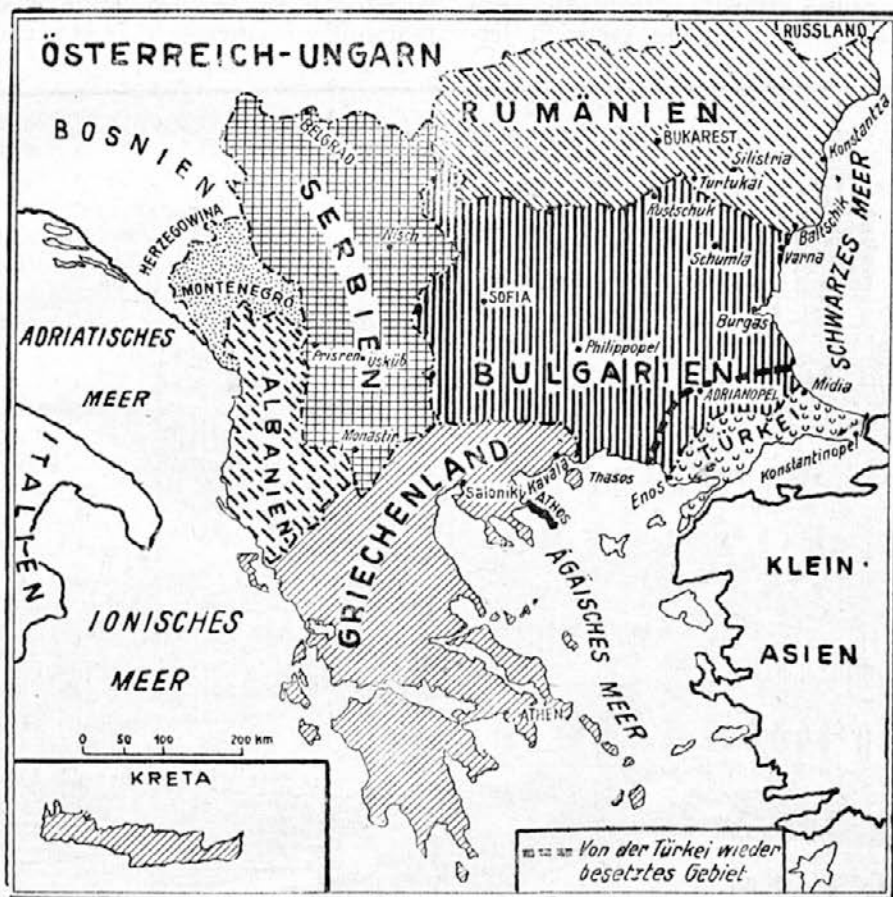 ÖSTERREICH-UNGARN
RUSSLAND
BOSNIEN
RUMÄNIEN
BELGRAD
BUKAREST
Konstantza
Silistria
Turtukai
SERBIEN
Rustschuk
HERZEGOWINA
Nisch
Schumla
Baltschik
Varna
SCHWARZES MEER
MONTENEGRO
SOFIA
Burgas
ADRIATISCHES
MEER
Prisren
Usküb
Philippopel
BULGARIEN
ADRIANOPEL
Midia
ALBANIEN
TÜRKEI
ITALIEN
Monastir
Konstantinopel
GRIECHENLAND
Saloniki
Kavala
ATHOS
Thasos
Enos
ÄGÄISCHES MEER
KLEIN-
ASIEN
IONISCHES
MEER
ATHEN
0 50 100 200 km
KRETA
Von der Türkei wieder
besetztes Gebiet